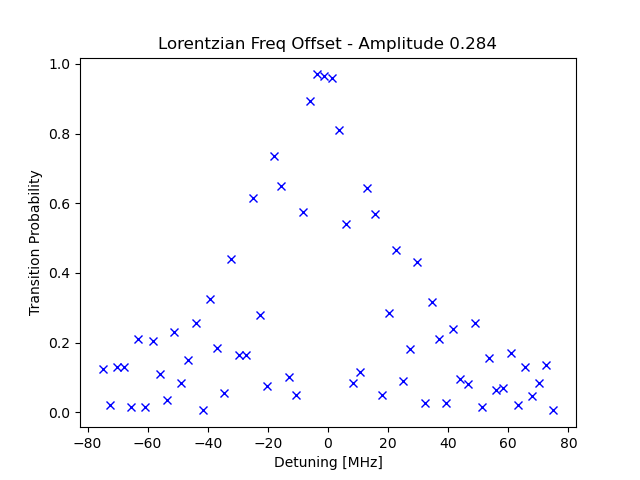 Lorentzian Freq Offset - Amplitude 0.284
1.0
0.8
0.6
0.4
0.2
0.0
Transition Probability
−80 −60 −40 −20 0 20 40 60 80
Detuning [MHz]